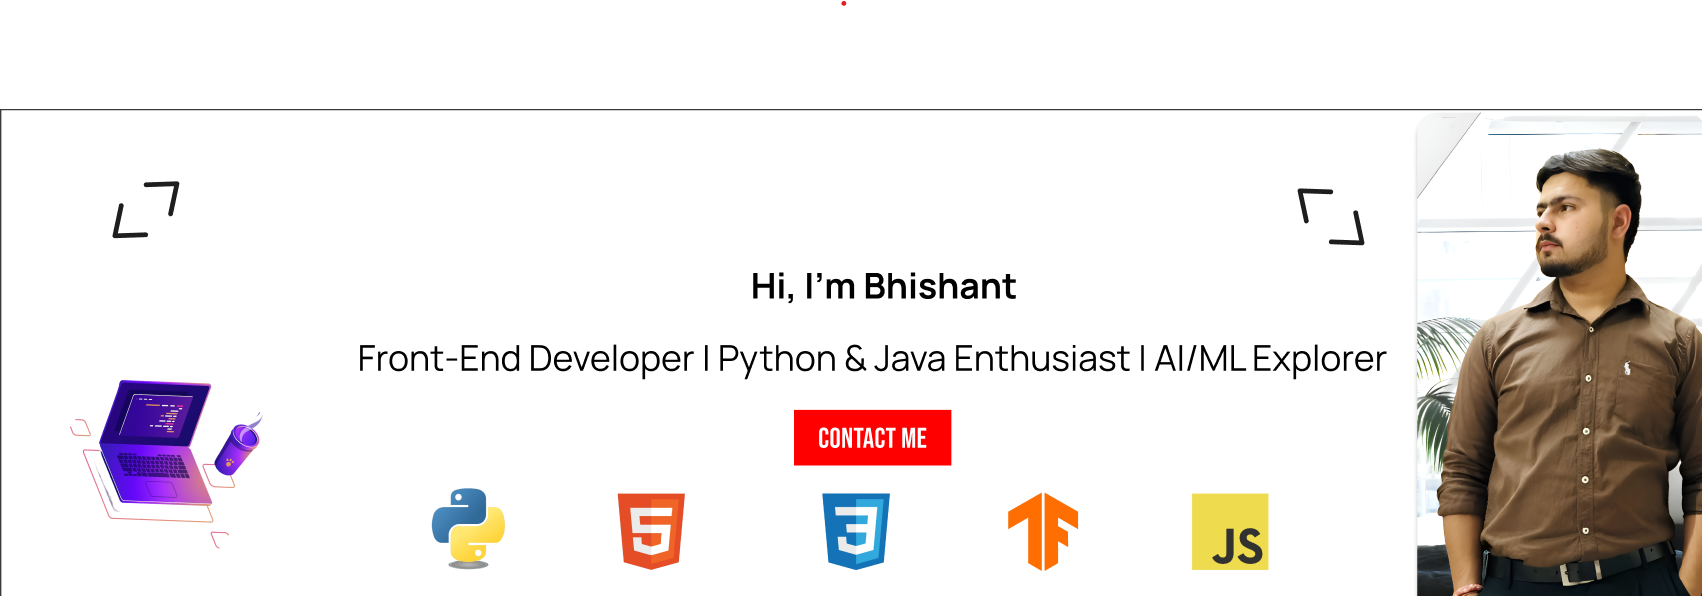 Hi, I'm Bhishant
Front-End Developer | Python & Java Enthusiast | AI/ML Explorer
CONTACT ME
5
3
JS